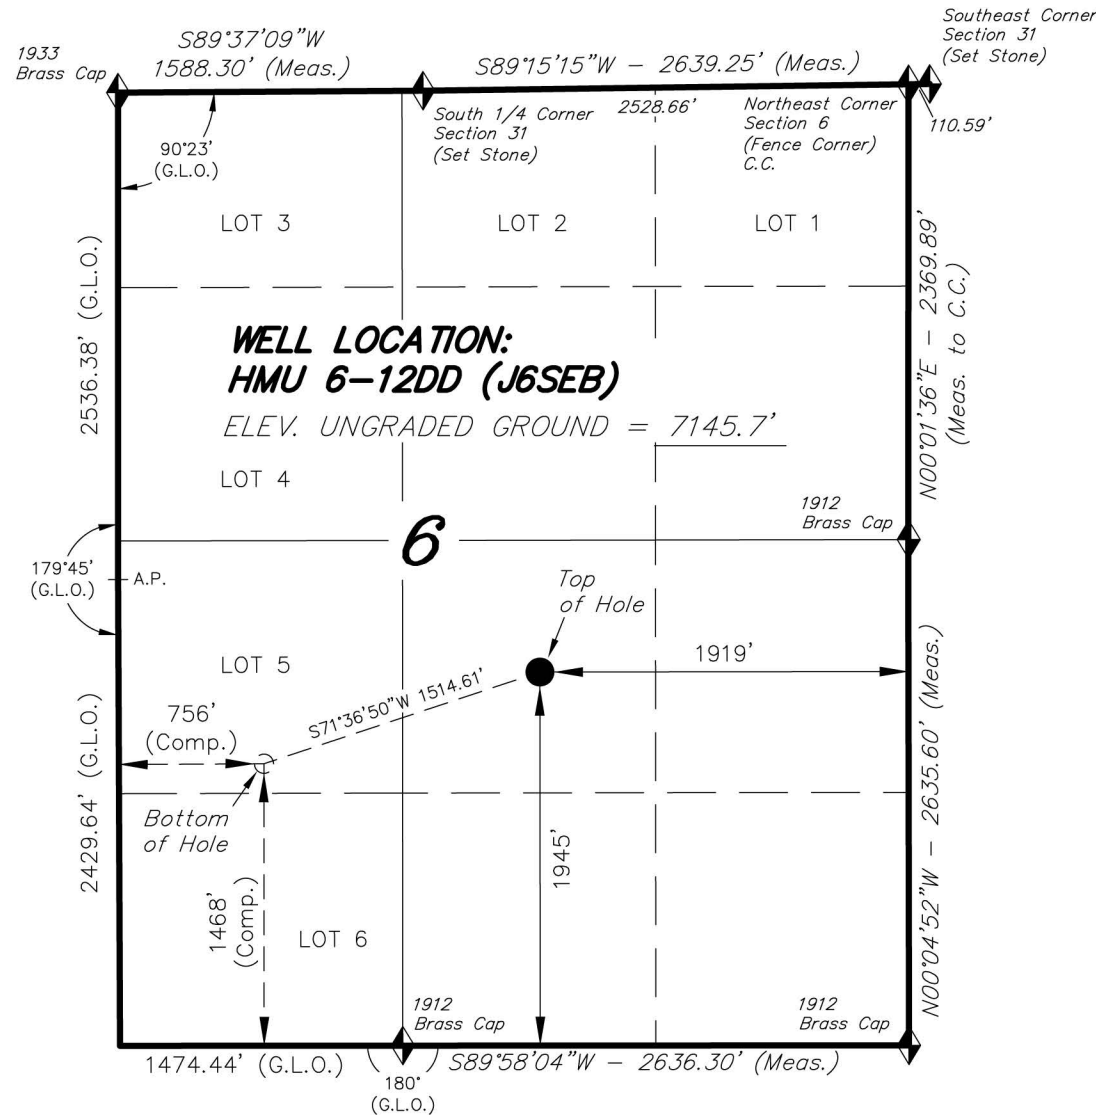 S89°37'09"W
1588.30' (Meas.)
1933
Brass Cap
S89°15'15"W – 2639.25' (Meas.)
Southeast Corner
Section 31
(Set Stone)
South 1/4 Corner
Section 31
(Set Stone)
2528.66'
Northeast Corner
Section 6
(Fence Corner)
C.C.
110.59'
90°23'
(G.L.O.)
LOT 3
LOT 2
LOT 1
2536.38' (G.L.O.)
N00°01'36"E – 2369.89'
(Meas. to C.C.)
WELL LOCATION:
HMU 6–12DD (J6SEB)
ELEV. UNGRADED GROUND = 7145.7'
LOT 4
1912
Brass Cap
6
179°45'
(G.L.O.)
A.P.
Top
of Hole
1919'
LOT 5
S71°36'50"W 1514.61'
756'
(Comp.)
2429.64' (G.L.O.)
N00°04'52"W – 2635.60' (Meas.)
Bottom
of Hole
1945'
1468'
(Comp.)
LOT 6
1912
Brass Cap
1912
Brass Cap
1474.44' (G.L.O.)
180°
(G.L.O.)
S89°58'04"W – 2636.30' (Meas.)